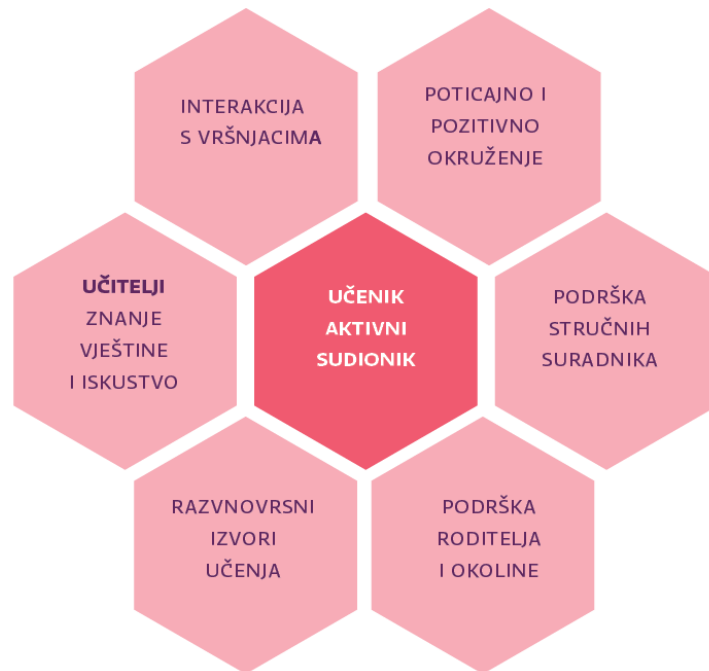 INTERAKCIJA
S VRŠNJACIMA
POTICAJNO I
POZITIVNO
OKRUŽENJE
UČITELJI
ZNANJE
VJEŠTINE
I ISKUSTVO
UČENIK
AKTIVNI
SUDIONIK
PODRŠKA
STRUČNIH
SURADNIKA
RAZVNOVRSNI
IZVORI
UČENJA
PODRŠKA
RODITELJA
I OKOLINE